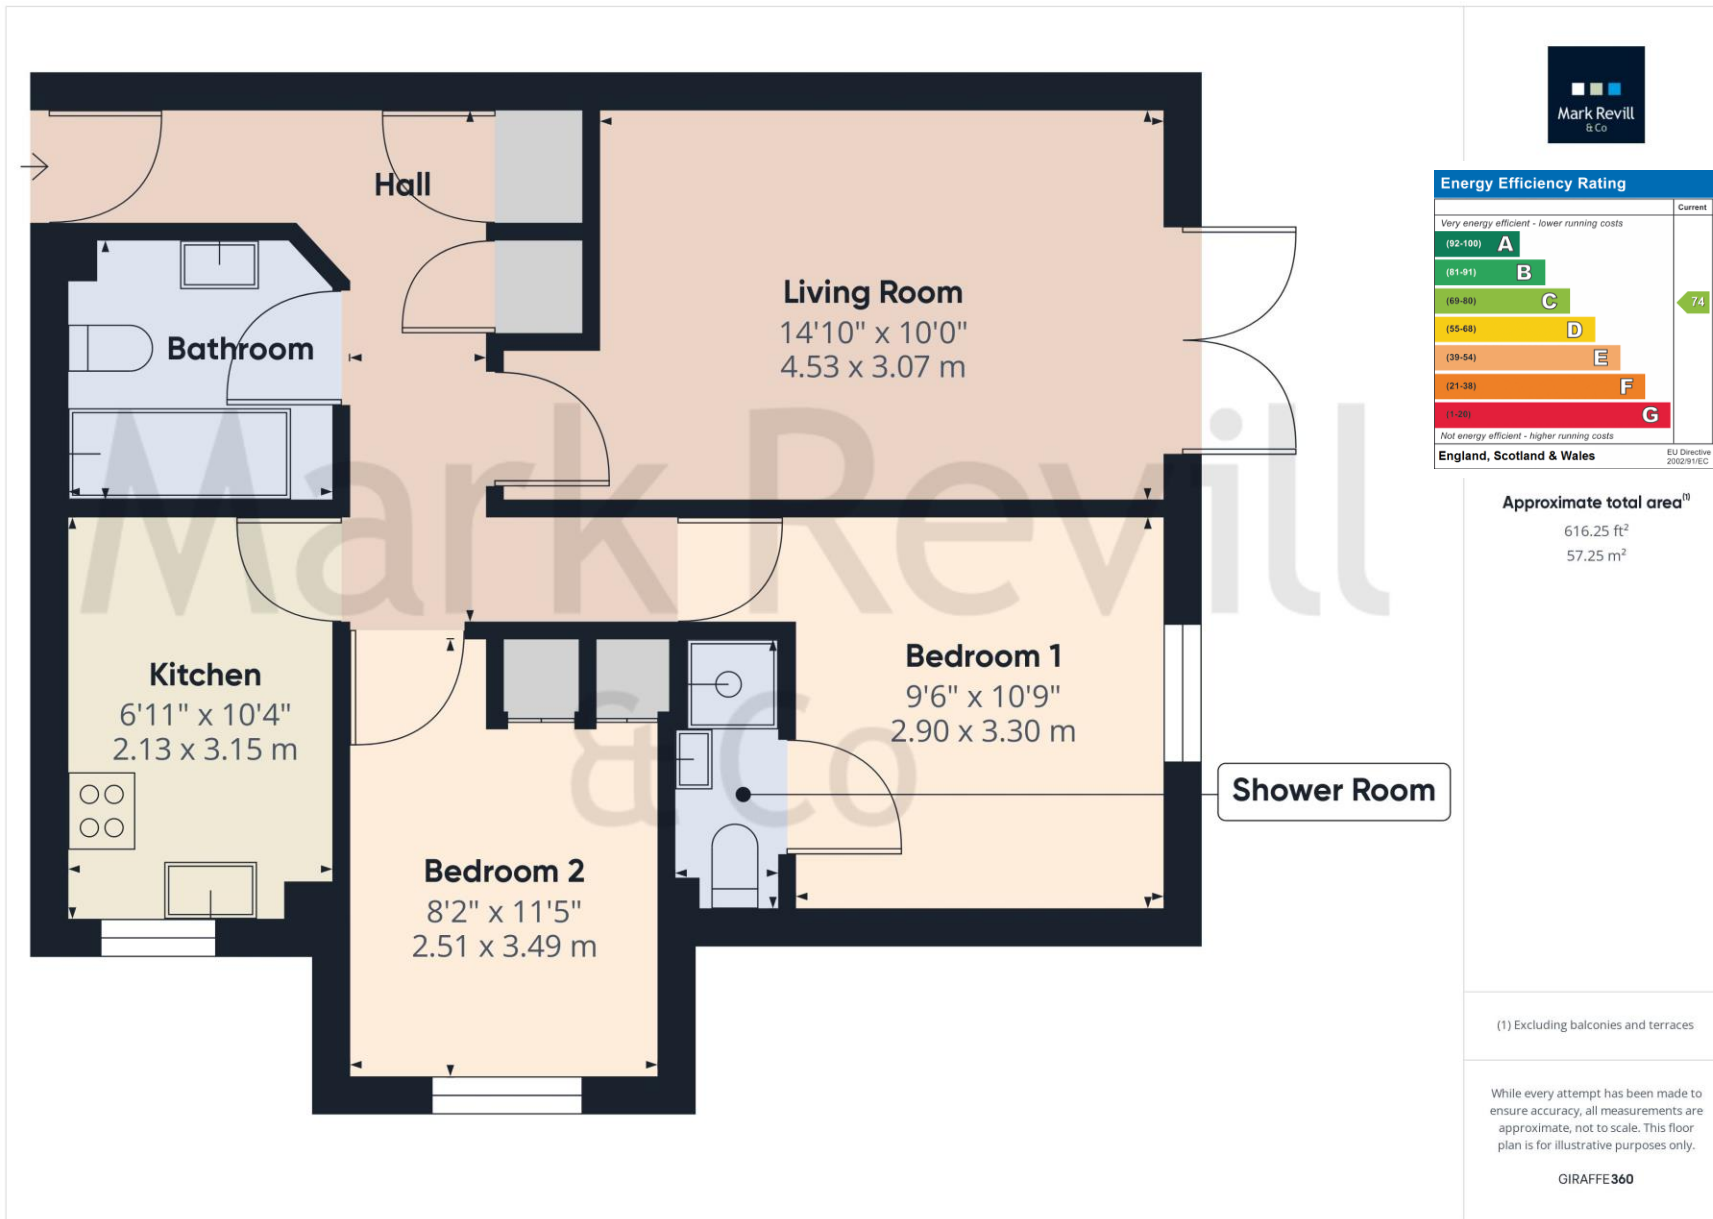 Hall
Living Room
14'10" x 10'0"
4.53 x 3.07 m
Bathroom
Kitchen
6'11" x 10'4"
2.13 x 3.15 m
Bedroom 1
9'6" x 10'9"
2.90 x 3.30 m
Shower Room
Bedroom 2
8'2" x 11'5"
2.51 x 3.49 m
Mark Revill
& Co
Mark Revill
& Co
Energy Efficiency Rating
Current
Very energy efficient - lower running costs
(92-100) A
(81-91) B
(69-80) C 74
(55-68) D
(39-54) E
(21-38) F
(1-20) G
Not energy efficient - higher running costs
England, Scotland & Wales
EU Directive
2002/91/EC
Approximate total area(1)
616.25 ft²
57.25 m²
(1) Excluding balconies and terraces
While every attempt has been made to
ensure accuracy, all measurements are
approximate, not to scale. This floor
plan is for illustrative purposes only.
GIRAFFE360